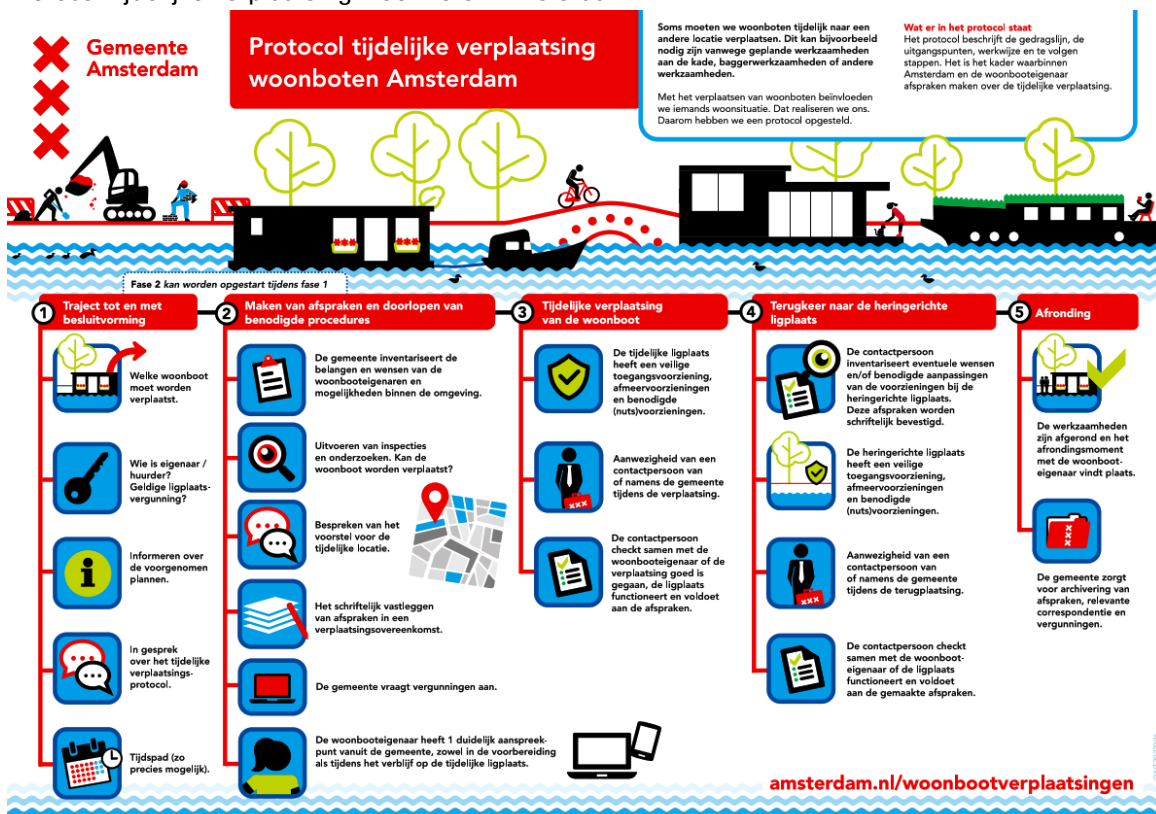 Gemeente
Amsterdam
Protocol tijdelijke verplaatsing
woonboten Amsterdam
Soms moeten we woonboten tijdelijk naar een
andere locatie verplaatsen. Dit kan bijvoorbeeld
nodig zijn vanwege geplande werkzaamheden
aan de kade, baggerwerkzaamheden of andere
werkzaamheden.
Met het verplaatsen van woonboten beïnvloeden
we iemands woonsituatie. Dat realiseren we ons.
Daarom hebben we een protocol opgesteld.
Wat er in het protocol staat
Het protocol beschrijft de gedragslijn, de
uitgangspunten, werkwijze en te volgen
stappen. Het is het kader waarbinnen
Amsterdam en de woonbooteigenaar
afspraken maken over de tijdelijke verplaatsing.
Fase 2 kan worden opgestart tijdens fase 1
1 Traject tot en met
besluitvorming
Welke woonboot
moet worden
verplaatst.
Wie is eigenaar /
huurder?
Geldige ligplaats-
vergunning?
Informeren over
de voorgenomen
plannen.
In gesprek
over het tijdelijke
verplaatsings-
protocol.
Tijdspad (zo
precies mogelijk).
2 Maken van afspraken en doorlopen van
benodigde procedures
De gemeente inventariseert de
belangen en wensen van de
woonbooteigenaren en
mogelijkheden binnen de omgeving.
Uitvoeren van inspecties
en onderzoeken. Kan de
woonboot worden verplaatst?
Bespreken van het
voorstel voor de
tijdelijke locatie.
Het schriftelijk vastleggen
van afspraken in een
verplaatsingsovereenkomst.
De gemeente vraagt vergunningen aan.
De woonbooteigenaar heeft 1 duidelijk aanspreek-
punt vanuit de gemeente, zowel in de voorbereiding
als tijdens het verblijf op de tijdelijke ligplaats.
3 Tijdelijke verplaatsing
van de woonboot
De tijdelijke ligplaats
heeft een veilige
toegangsvoorziening,
afmeervoorzieningen
en benodigde
(nuts)voorzieningen.
Aanwezigheid van een
contactpersoon van
of namens de gemeente
tijdens de verplaatsing.
De contactpersoon
checkt samen met de
woonbooteigenaar of de
verplaatsing goed is
gegaan, de ligplaats
functioneert en voldoet
aan de afspraken.
4 Terugkeer naar de heringerichte
ligplaats
De contactpersoon
inventariseert eventuele wensen
en/of benodigde aanpassingen
van de voorzieningen bij de
heringerichte ligplaats.
Deze afspraken worden
schriftelijk bevestigd.
De heringerichte ligplaats
heeft een veilige
toegangsvoorziening,
afmeervoorzieningen
en benodigde
(nuts)voorzieningen.
Aanwezigheid van een
contactpersoon van
of namens de gemeente
tijdens de terugplaatsing.
De contactpersoon checkt
samen met de woonboot-
eigenaar of de ligplaats
functioneert en voldoet
aan de gemaakte afspraken.
5 Afronding
De werkzaamheden
zijn afgerond en het
afrondingsmoment
met de woonboot-
eigenaar vindt plaats.
De gemeente zorgt
voor archivering van
afspraken, relevante
correspondentie en
vergunningen.
amsterdam.nl/woonbootverplaatsingen